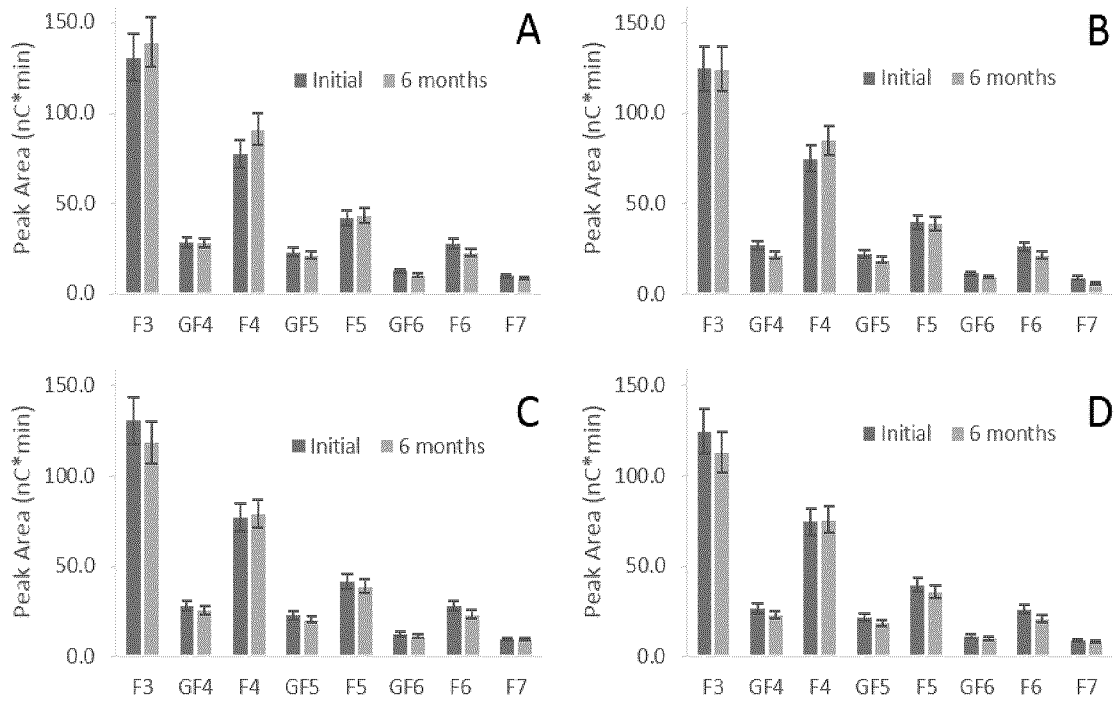 A
Peak Area (nC*min)
150.0
100.0
50.0
0.0
Initial 6 months
F3 GF4 F4 GF5 F5 GF6 F6 F7
B
Peak Area (nC*min)
150.0
100.0
50.0
0.0
Initial 6 months
F3 GF4 F4 GF5 F5 GF6 F6 F7
C
Peak Area (nC*min)
150.0
100.0
50.0
0.0
Initial 6 months
F3 GF4 F4 GF5 F5 GF6 F6 F7
D
Peak Area (nC*min)
150.0
100.0
50.0
0.0
Initial 6 months
F3 GF4 F4 GF5 F5 GF6 F6 F7